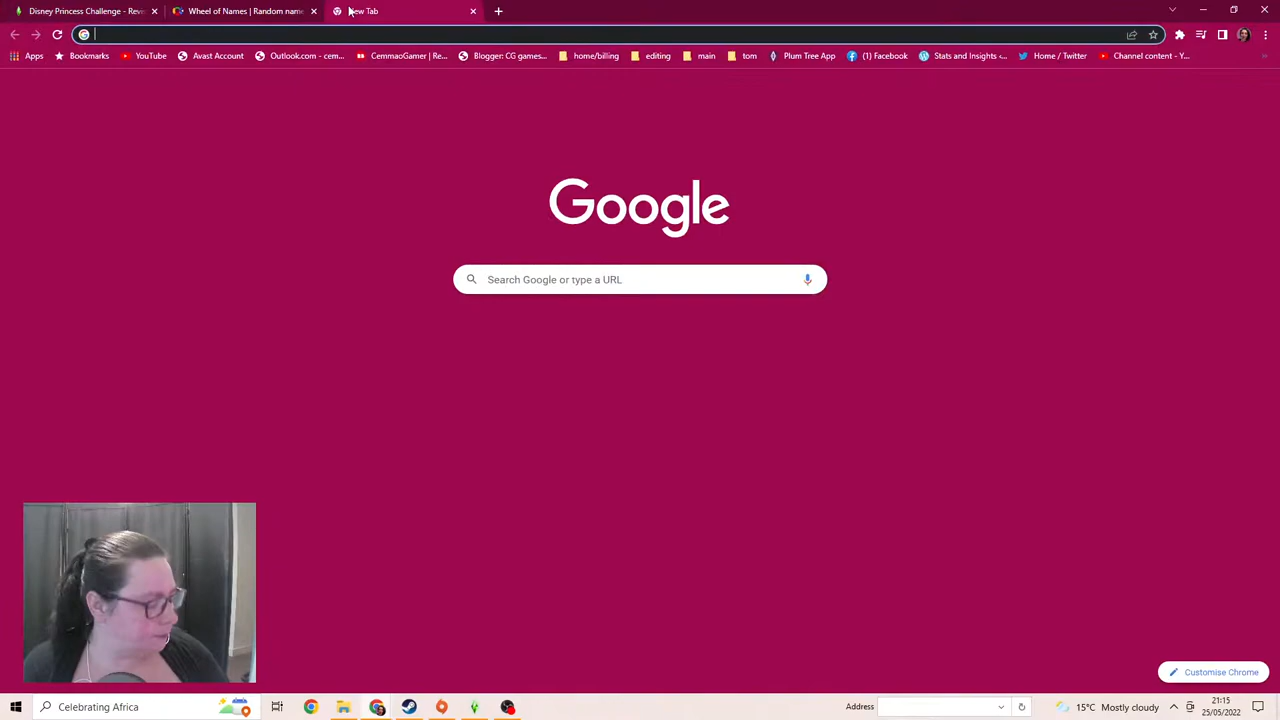 Disney Princess Challenge - Revis
Wheel of Names | Random name
New Tab
Apps
Bookmarks
YouTube
Avast Account
Outlook.com - cem...
CemmaoGamer | Re...
Blogger: CG games...
home/billing
editing
main
tom
Plum Tree App
(2) Facebook
Stats and Insights ‹...
Home / Twitter
Channel content - Y...
Google
Search Google or type a URL
Customise Chrome
Celebrating Africa
Address
15°C Mostly cloudy
21:15
25/05/2022